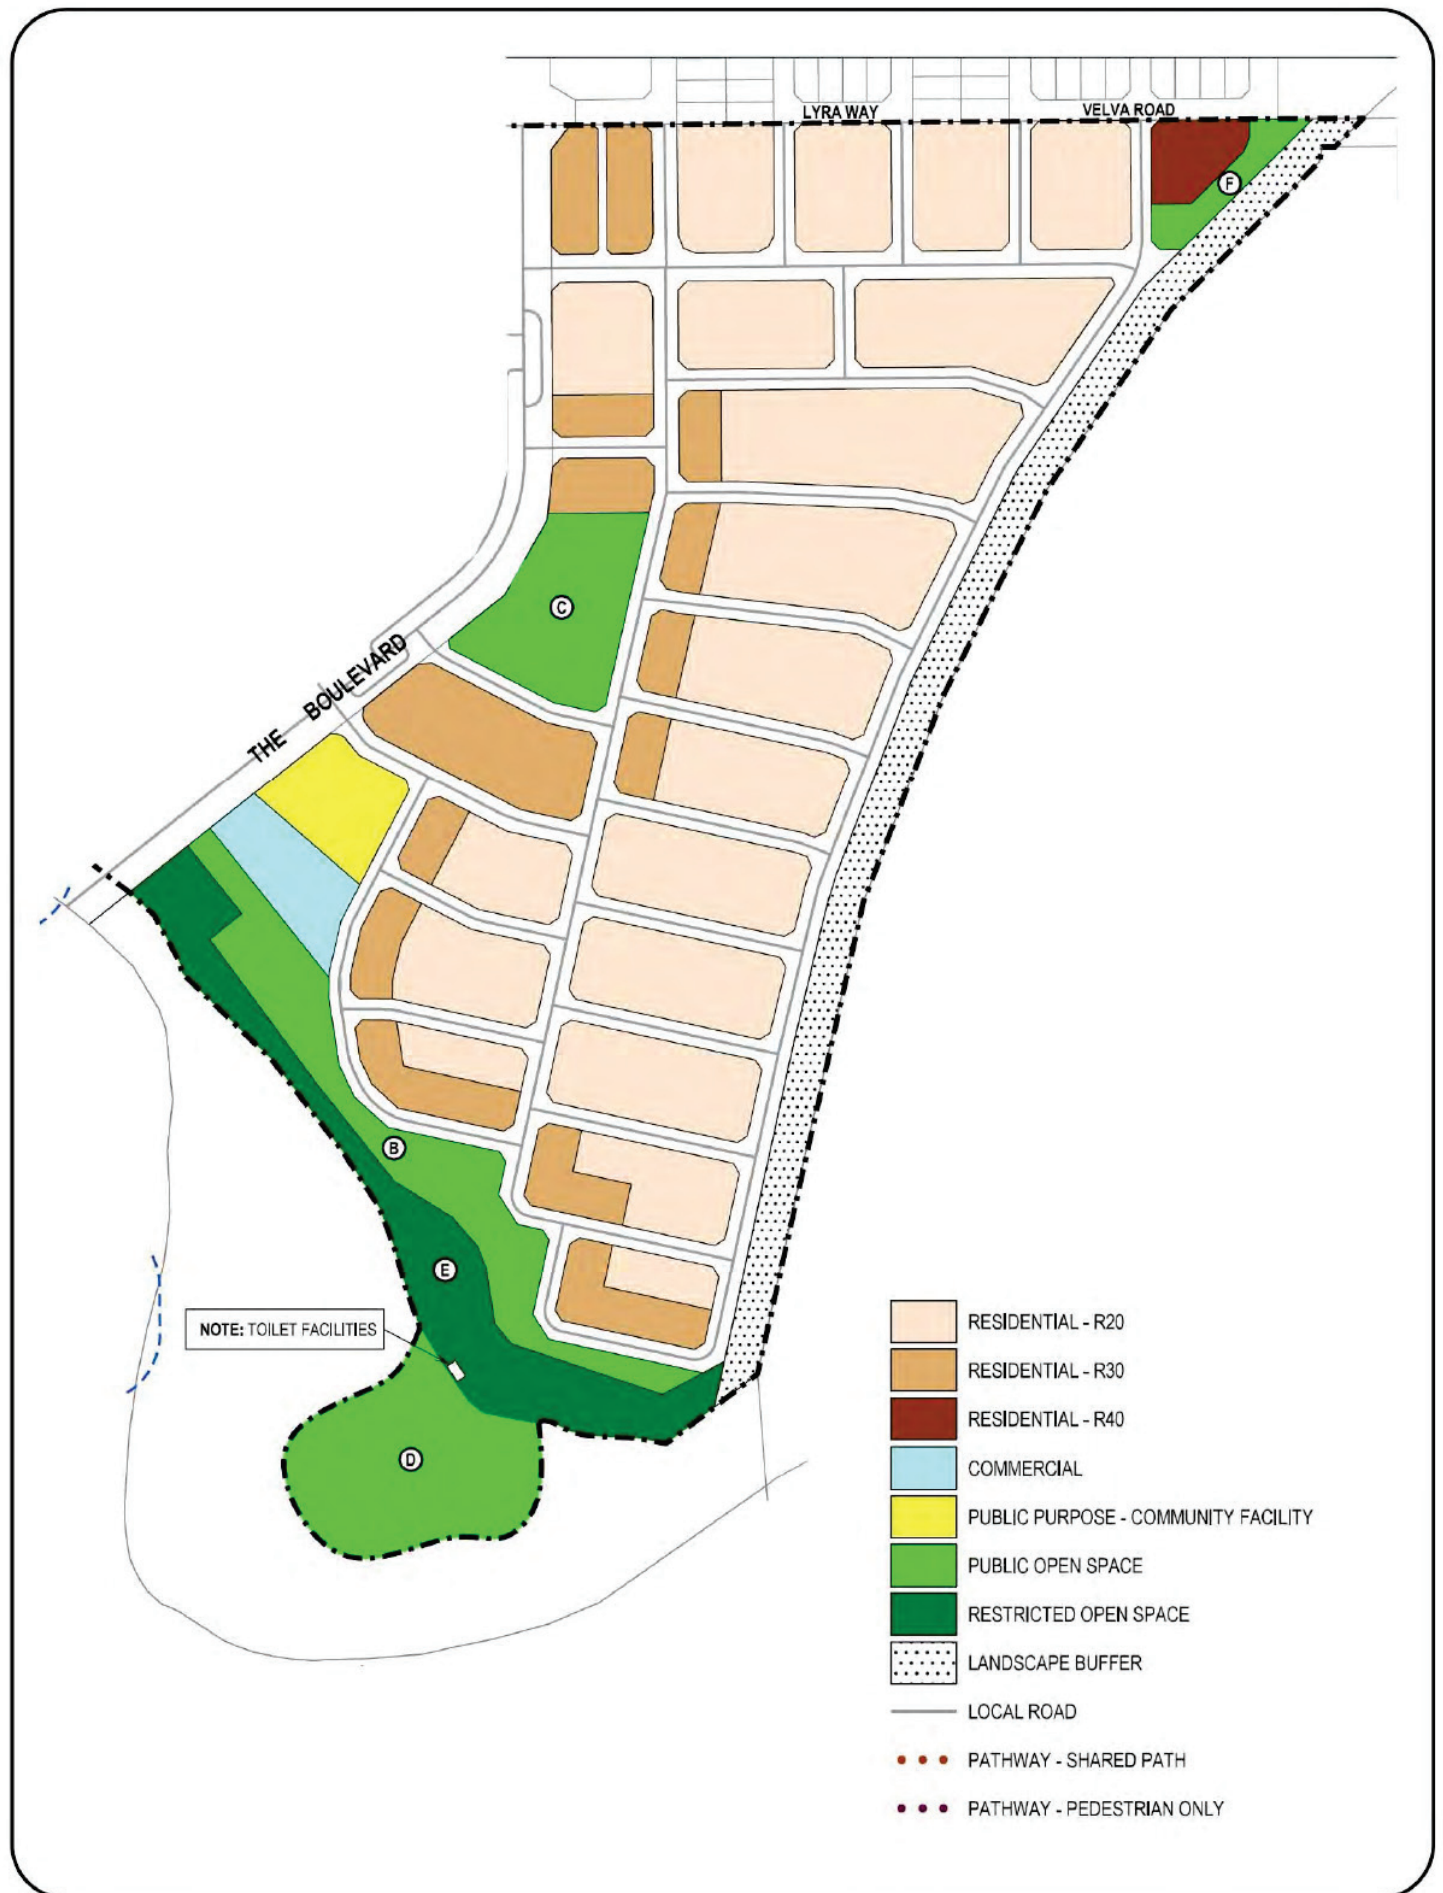 LYRA WAY
VELVA ROAD
F
C
THE BOULEVARD
B
E
NOTE: TOILET FACILITIES
D
RESIDENTIAL - R20
RESIDENTIAL - R30
RESIDENTIAL - R40
COMMERCIAL
PUBLIC PURPOSE - COMMUNITY FACILITY
PUBLIC OPEN SPACE
RESTRICTED OPEN SPACE
LANDSCAPE BUFFER
LOCAL ROAD
PATHWAY - SHARED PATH
PATHWAY - PEDESTRIAN ONLY